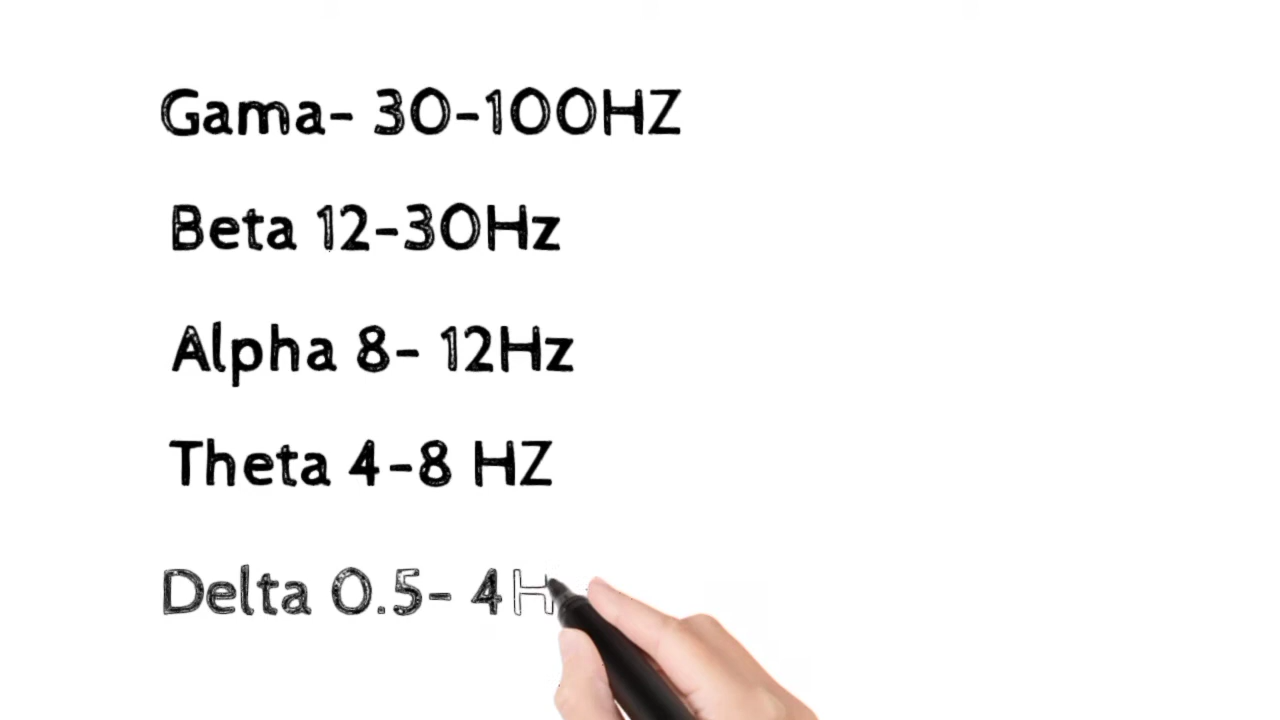 Gama- 30-100HZ
Beta 12-30Hz
Alpha 8- 12Hz
Theta 4-8 HZ
Delta 0.5- 4H